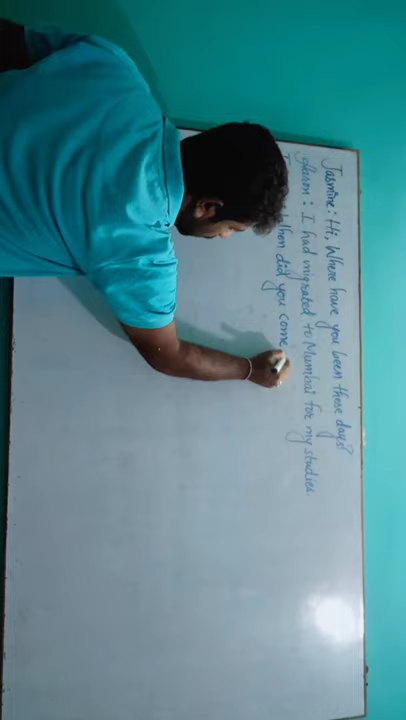 Jasmine: Hi, Where have you been these days?
: I had migrated to Mumbai for my studies
When did you come